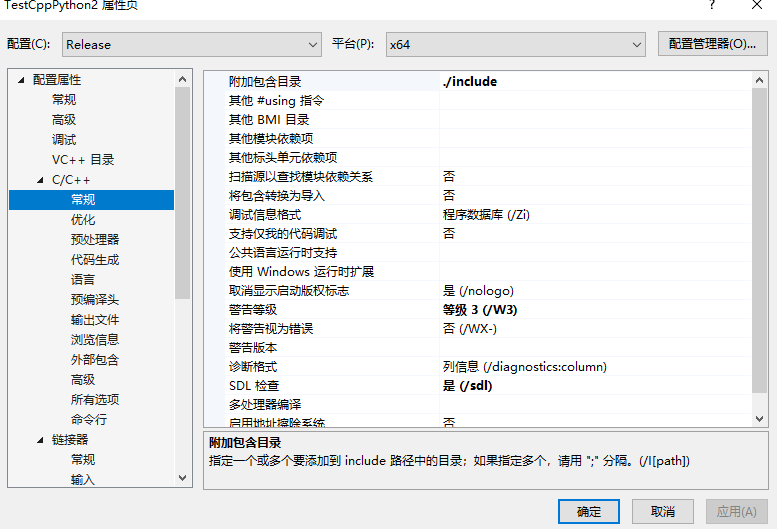 TestCppPython2 属性页
? ×
配置(C): Release 平台(P): x64 配置管理器(O)...
配置属性
常规
高级
调试
VC++ 目录
C/C++
常规
优化
预处理器
代码生成
语言
预编译头
输出文件
浏览信息
外部包含
高级
所有选项
命令行
链接器
常规
输入
附加包含目录 ./include
其他 #using 指令
其他 BMI 目录
其他模块依赖项
其他标头单元依赖项
扫描源以查找模块依赖关系 否
将包含转换为导入 否
调试信息格式 程序数据库 (/Zi)
支持仅我的代码调试 否
公共语言运行时支持
使用 Windows 运行时扩展
取消显示启动版权标志 是 (/nologo)
警告等级 等级 3 (/W3)
将警告视为错误 否 (/WX-)
警告版本
诊断格式 列信息 (/diagnostics:column)
SDL 检查 是 (/sdl)
多处理器编译
启用地址擦除系统 否
附加包含目录
指定一个或多个要添加到 include 路径中的目录；如果指定多个，请用 ";" 分隔。(/I[path])
确定 取消 应用(A)